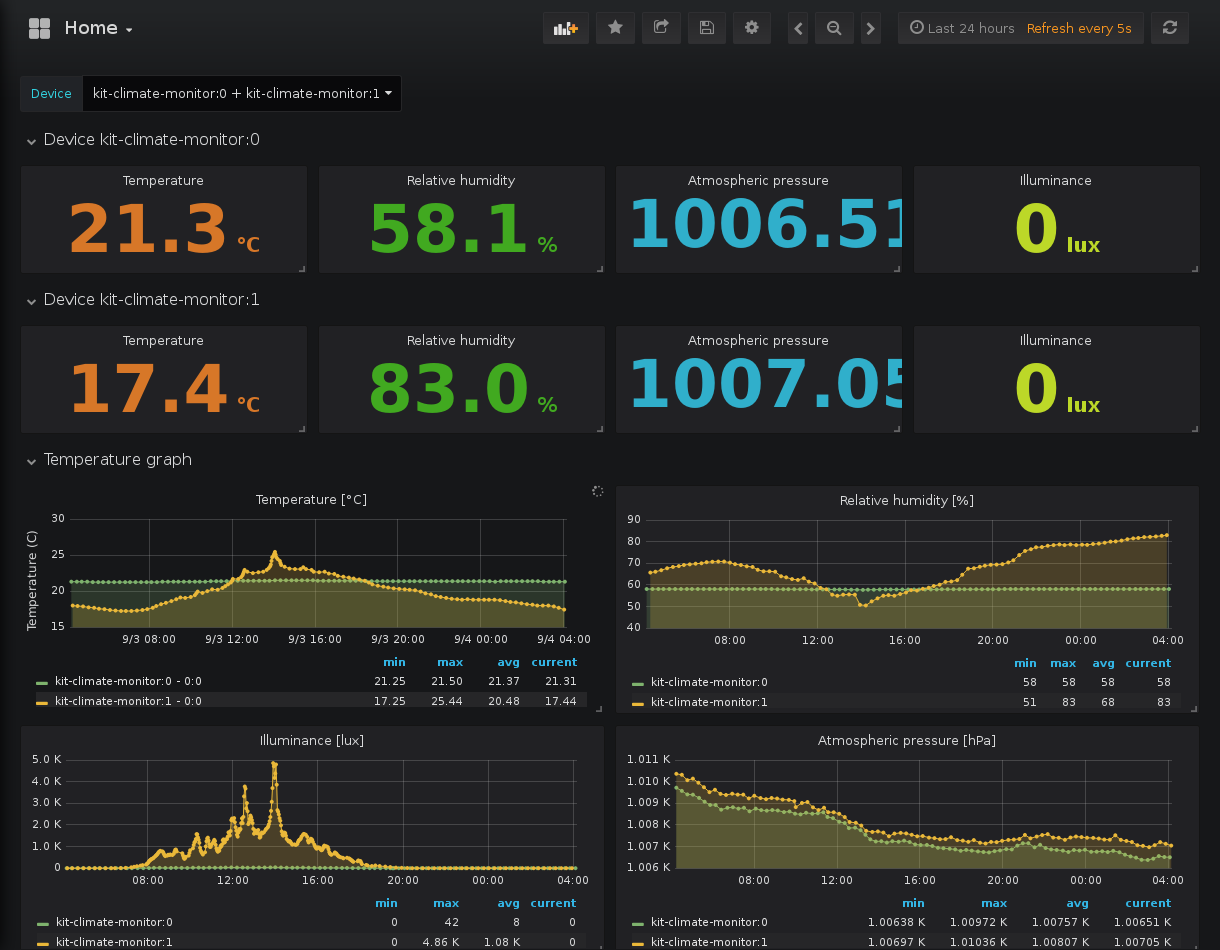 Home
Last 24 hours Refresh every 5s
Device kit-climate-monitor:0 + kit-climate-monitor:1
Device kit-climate-monitor:0
Temperature Relative humidity Atmospheric pressure Illuminance
21.3 °C 58.1 % 1006.51 0 lux
Device kit-climate-monitor:1
Temperature Relative humidity Atmospheric pressure Illuminance
17.4 °C 83.0 % 1007.05 0 lux
Temperature graph
Temperature [°C]
Temperature (C)
30
25
20
15
9/3 08:00 9/3 12:00 9/3 16:00 9/3 20:00 9/4 00:00 9/4 04:00
min max avg current
kit-climate-monitor:0 - 0:0 21.25 21.50 21.37 21.31
kit-climate-monitor:1 - 0:0 17.25 25.44 20.48 17.44
Relative humidity [%]
90
80
70
60
50
40
08:00 12:00 16:00 20:00 00:00 04:00
min max avg current
kit-climate-monitor:0 58 58 58 58
kit-climate-monitor:1 51 83 68 83
Illuminance [lux]
5.0 K
4.0 K
3.0 K
2.0 K
1.0 K
0
08:00 12:00 16:00 20:00 00:00 04:00
min max avg current
kit-climate-monitor:0 0 42 8 0
kit-climate-monitor:1 0 4.86 K 1.08 K 0
Atmospheric pressure [hPa]
1.011 K
1.010 K
1.009 K
1.008 K
1.007 K
1.006 K
08:00 12:00 16:00 20:00 00:00 04:00
min max avg current
kit-climate-monitor:0 1.00638 K 1.00972 K 1.00757 K 1.00651 K
kit-climate-monitor:1 1.00697 K 1.01036 K 1.00807 K 1.00705 K